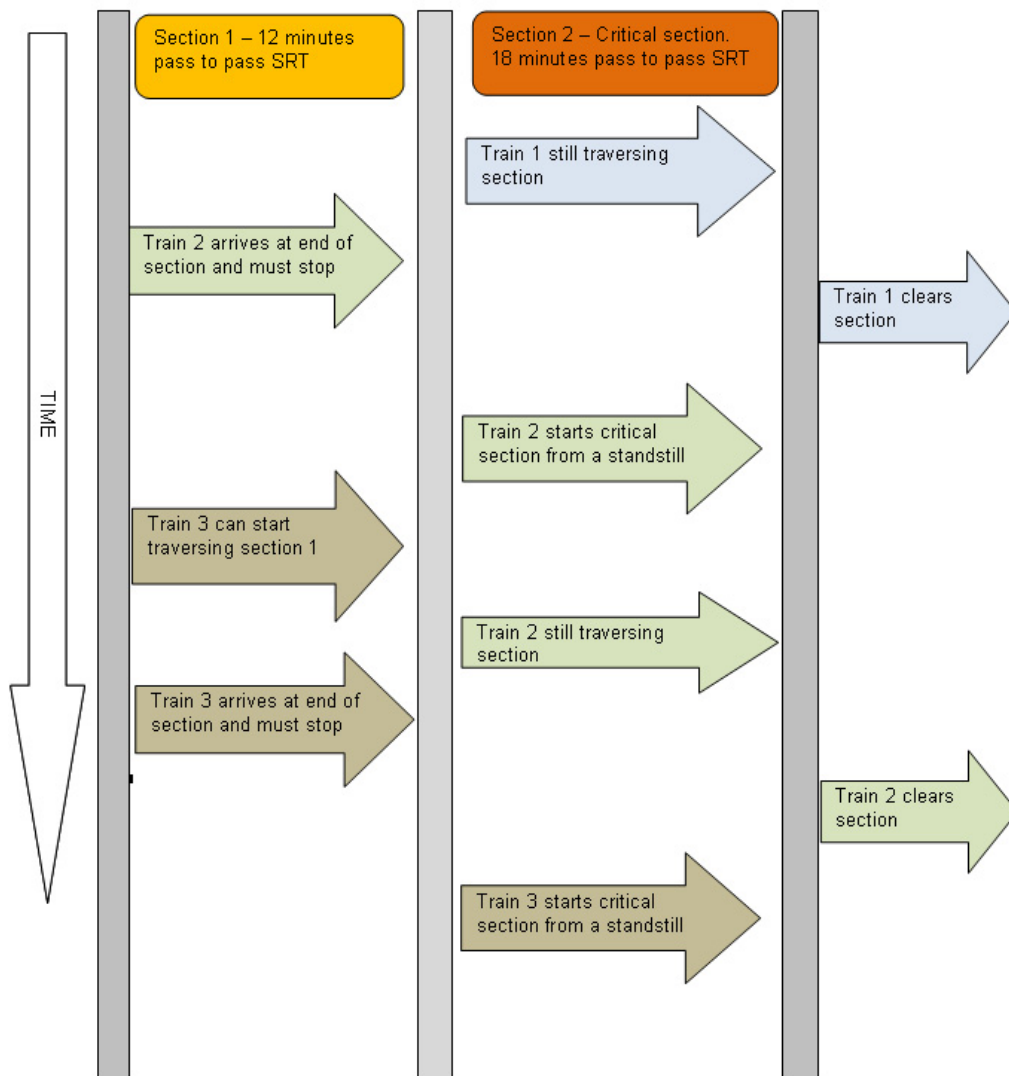 Section 1 – 12 minutes
pass to pass SRT
Section 2 – Critical section.
18 minutes pass to pass SRT
Train 1 still traversing
section
Train 2 arrives at end of
section and must stop
Train 1 clears
section
TIME
Train 2 starts critical
section from a standstill
Train 3 can start
traversing section 1
Train 2 still traversing
section
Train 3 arrives at end of
section and must stop
Train 2 clears
section
Train 3 starts critical
section from a standstill